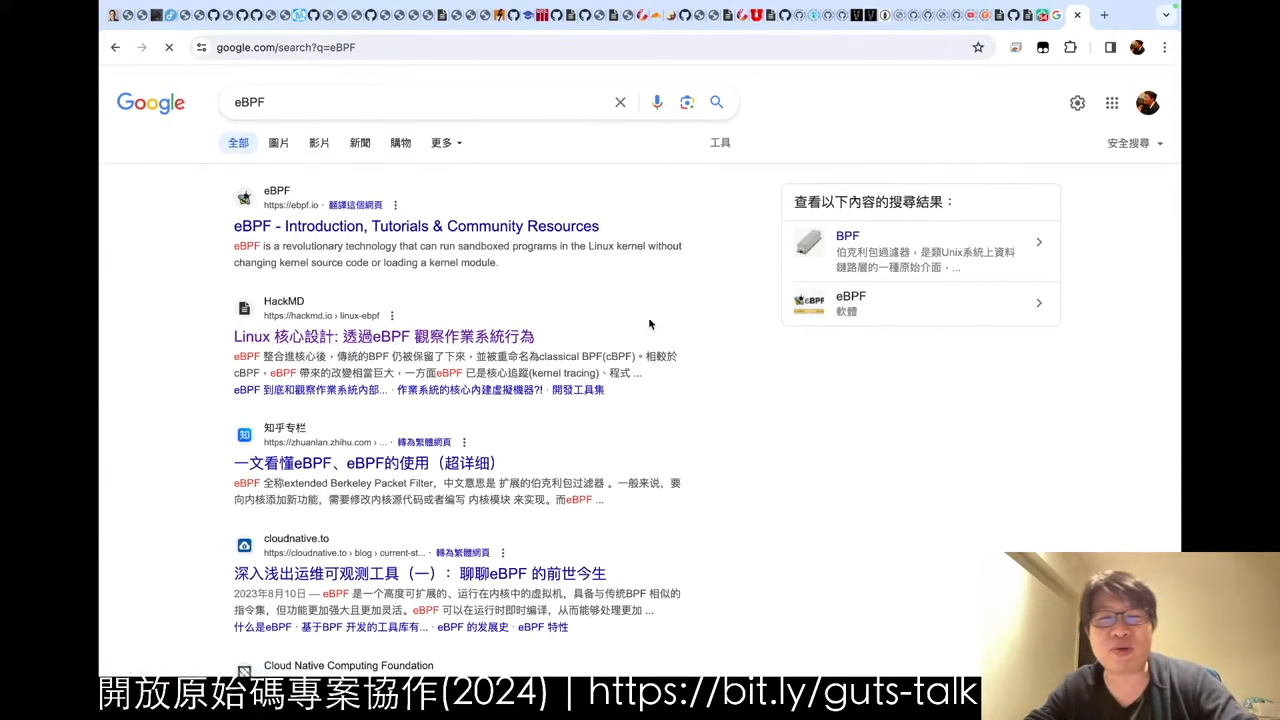 google.com/search?q=eBPF
Google
eBPF
全部 圖片 影片 新聞 購物 更多 工具 安全搜尋
eBPF
https://ebpf.io · 翻譯這個網頁
eBPF - Introduction, Tutorials & Community Resources
eBPF is a revolutionary technology that can run sandboxed programs in the Linux kernel without
changing kernel source code or loading a kernel module.
HackMD
https://hackmd.io › linux-ebpf
Linux 核心設計: 透過eBPF 觀察作業系統行為
eBPF 整合進核心後，傳統的BPF 仍被保留了下來，並被重命名為classical BPF(cBPF)。相較於
cBPF，eBPF 帶來的改變相當巨大，一方面eBPF 已是核心追蹤(kernel tracing)、程式 ...
eBPF 到底和觀察作業系統內部... · 作業系統的核心內建虛擬機器?! · 開發工具集
知乎专栏
https://zhuanlan.zhihu.com › ... · 轉為繁體網頁
一文看懂eBPF、eBPF的使用（超详细）
eBPF 全称extended Berkeley Packet Filter，中文意思是 扩展的伯克利包过滤器 。一般来说，要
向内核添加新功能，需要修改内核源代码或者编写 内核模块 来实现。而eBPF ...
cloudnative.to
https://cloudnative.to › blog › current-st... · 轉為繁體網頁
深入浅出运维可观测工具（一）：聊聊eBPF 的前世今生
2023年8月10日 — eBPF 是一个高度可扩展的、运行在内核中的虚拟机，具备与传统BPF 相似的
指令集，但功能更加强大且更加灵活。eBPF 可以在运行时即时编译，从而能够处理更加 ...
什么是eBPF · 基于BPF 开发的工具库有... · eBPF 的发展史 · eBPF 特性
Cloud Native Computing Foundation
查看以下內容的搜尋結果：
BPF
伯克利包過濾器，是類Unix系統上資料
鏈路層的一種原始介面，...
eBPF
軟體
開放原始碼專案協作(2024) | https://bit.ly/guts-talk